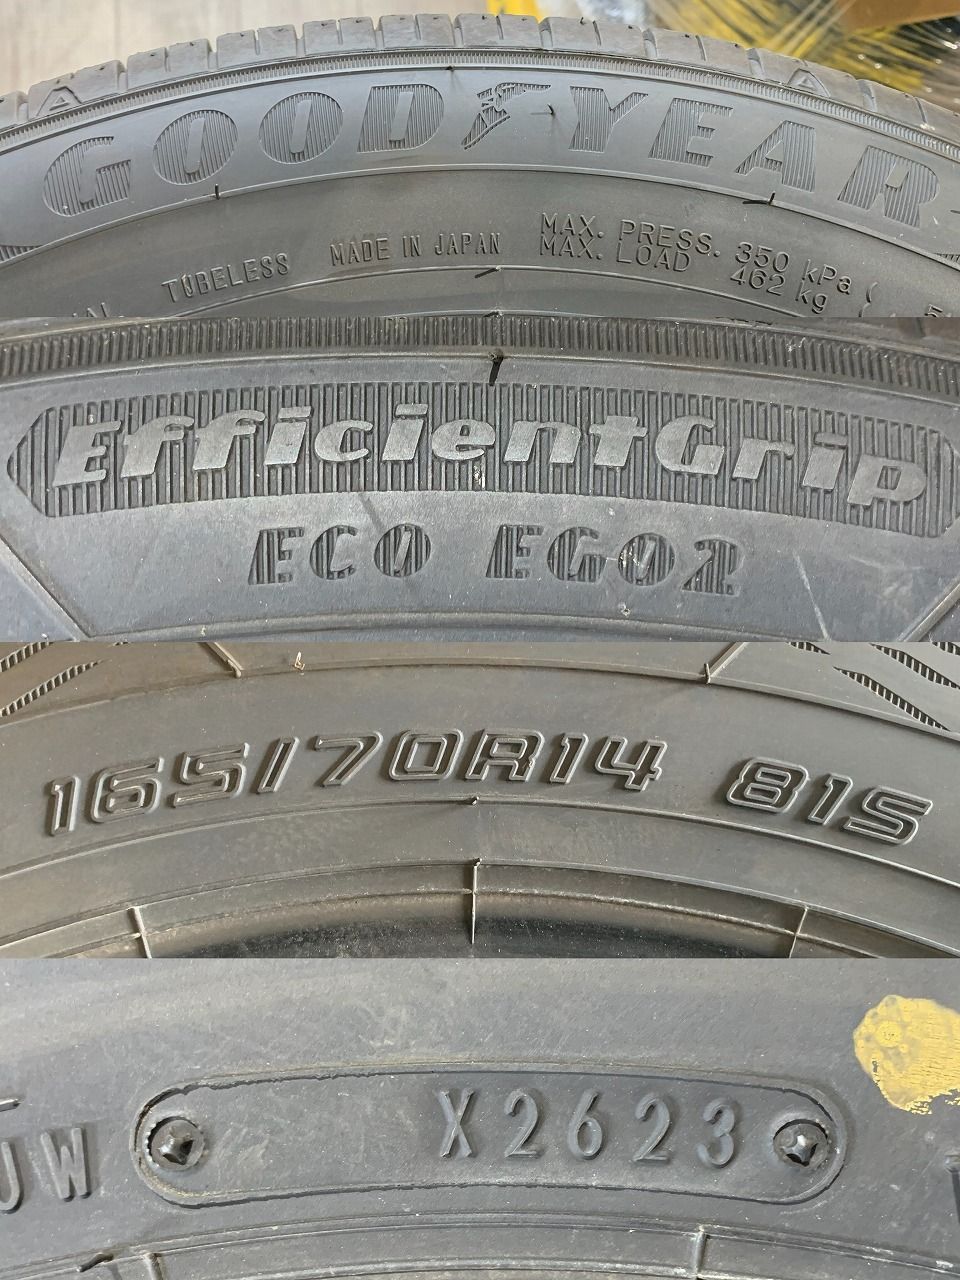 GOODYEAR
TUBELESS MADE IN JAPAN MAX. PRESS. 350 kPa
MAX. LOAD 462 kg
EfficientGrip
ECO EG02
165/70R14 81S
X2623